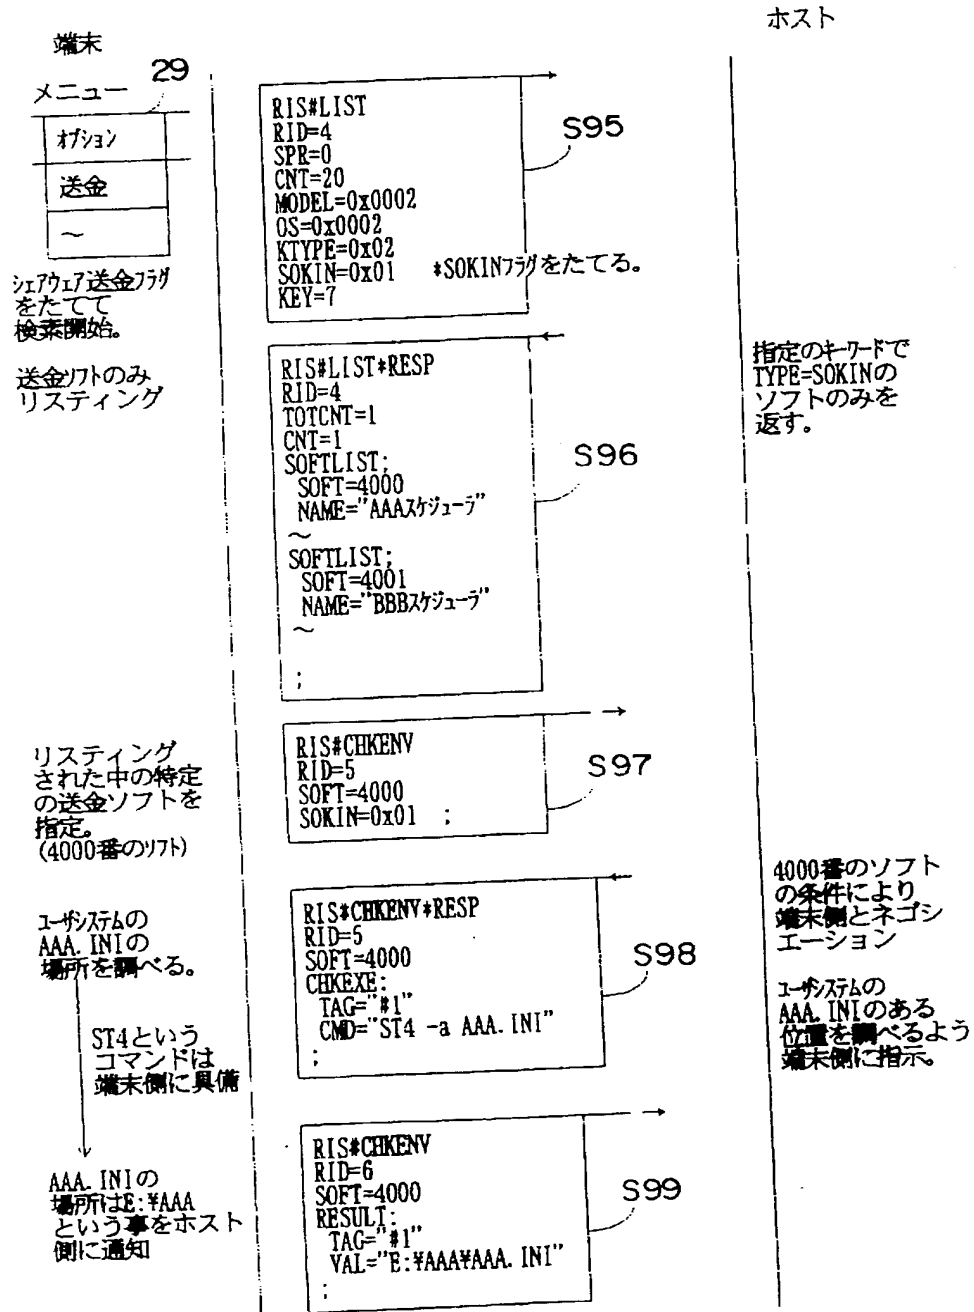 ホスト
端末
29
メニュー
オプション
送金
～
シェアウェア送金フラグ
をたてて
検索開始。
RIS#LIST
RID=4
SPR=0
CNT=20
MODEL=0x0002
OS=0x0002
KTYPE=0x02
SOKIN=0x01 *SOKINフラグをたてる。
KEY=7
S95
送金ソフトのみ
リスティング
RIS#LIST*RESP
RID=4
TOTCNT=1
CNT=1
SOFTLIST;
SOFT=4000
NAME="AAAスケジューラ"
～
SOFTLIST;
SOFT=4001
NAME="BBBスケジューラ"
～
;
S96
指定のキーワードで
TYPE=SOKINの
ソフトのみを
返す。
リスティング
された中の特定
の送金ソフトを
指定。
(4000番のソフト)
RIS#CHKENV
RID=5
SOFT=4000
SOKIN=0x01 ;
S97
4000番のソフト
の条件により
端末側とネゴシ
エーション
ユーザシステムの
AAA.INIの
場所を調べる。
ST4という
コマンドは
端末側に具備
RIS#CHKENV*RESP
RID=5
SOFT=4000
CHKEXE:
TAG="#1"
CMD="ST4 -a AAA.INI"
;
S98
ユーザシステムの
AAA.INIのある
位置を調べるよう
端末側に指示。
AAA.INIの
場所はE:¥AAA
という事をホスト
側に通知
RIS#CHKENV
RID=6
SOFT=4000
RESULT:
TAG="#1"
VAL="E:¥AAA¥AAA.INI"
:
S99